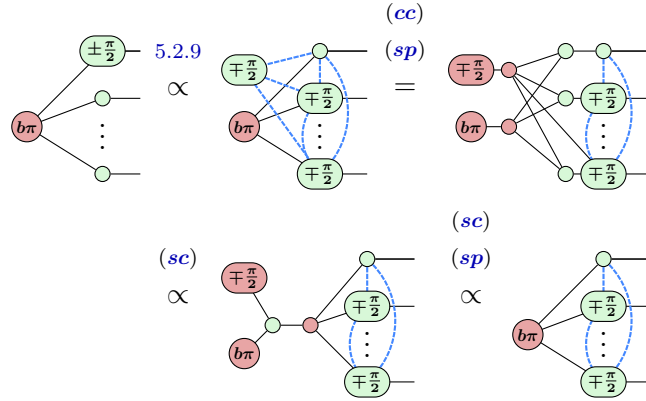 (cc)
± π/2 5.2.9 ∓ π/2 (sp) ∓ π/2
∝ ∓ π/2 = ∓ π/2
bπ bπ bπ
⋮ ⋮ ⋮
∓ π/2 ∓ π/2
(sc)
(sc) ∓ π/2 (sp)
∝ ∓ π/2 ∝ ∓ π/2
bπ ⋮ bπ ⋮
∓ π/2 ∓ π/2